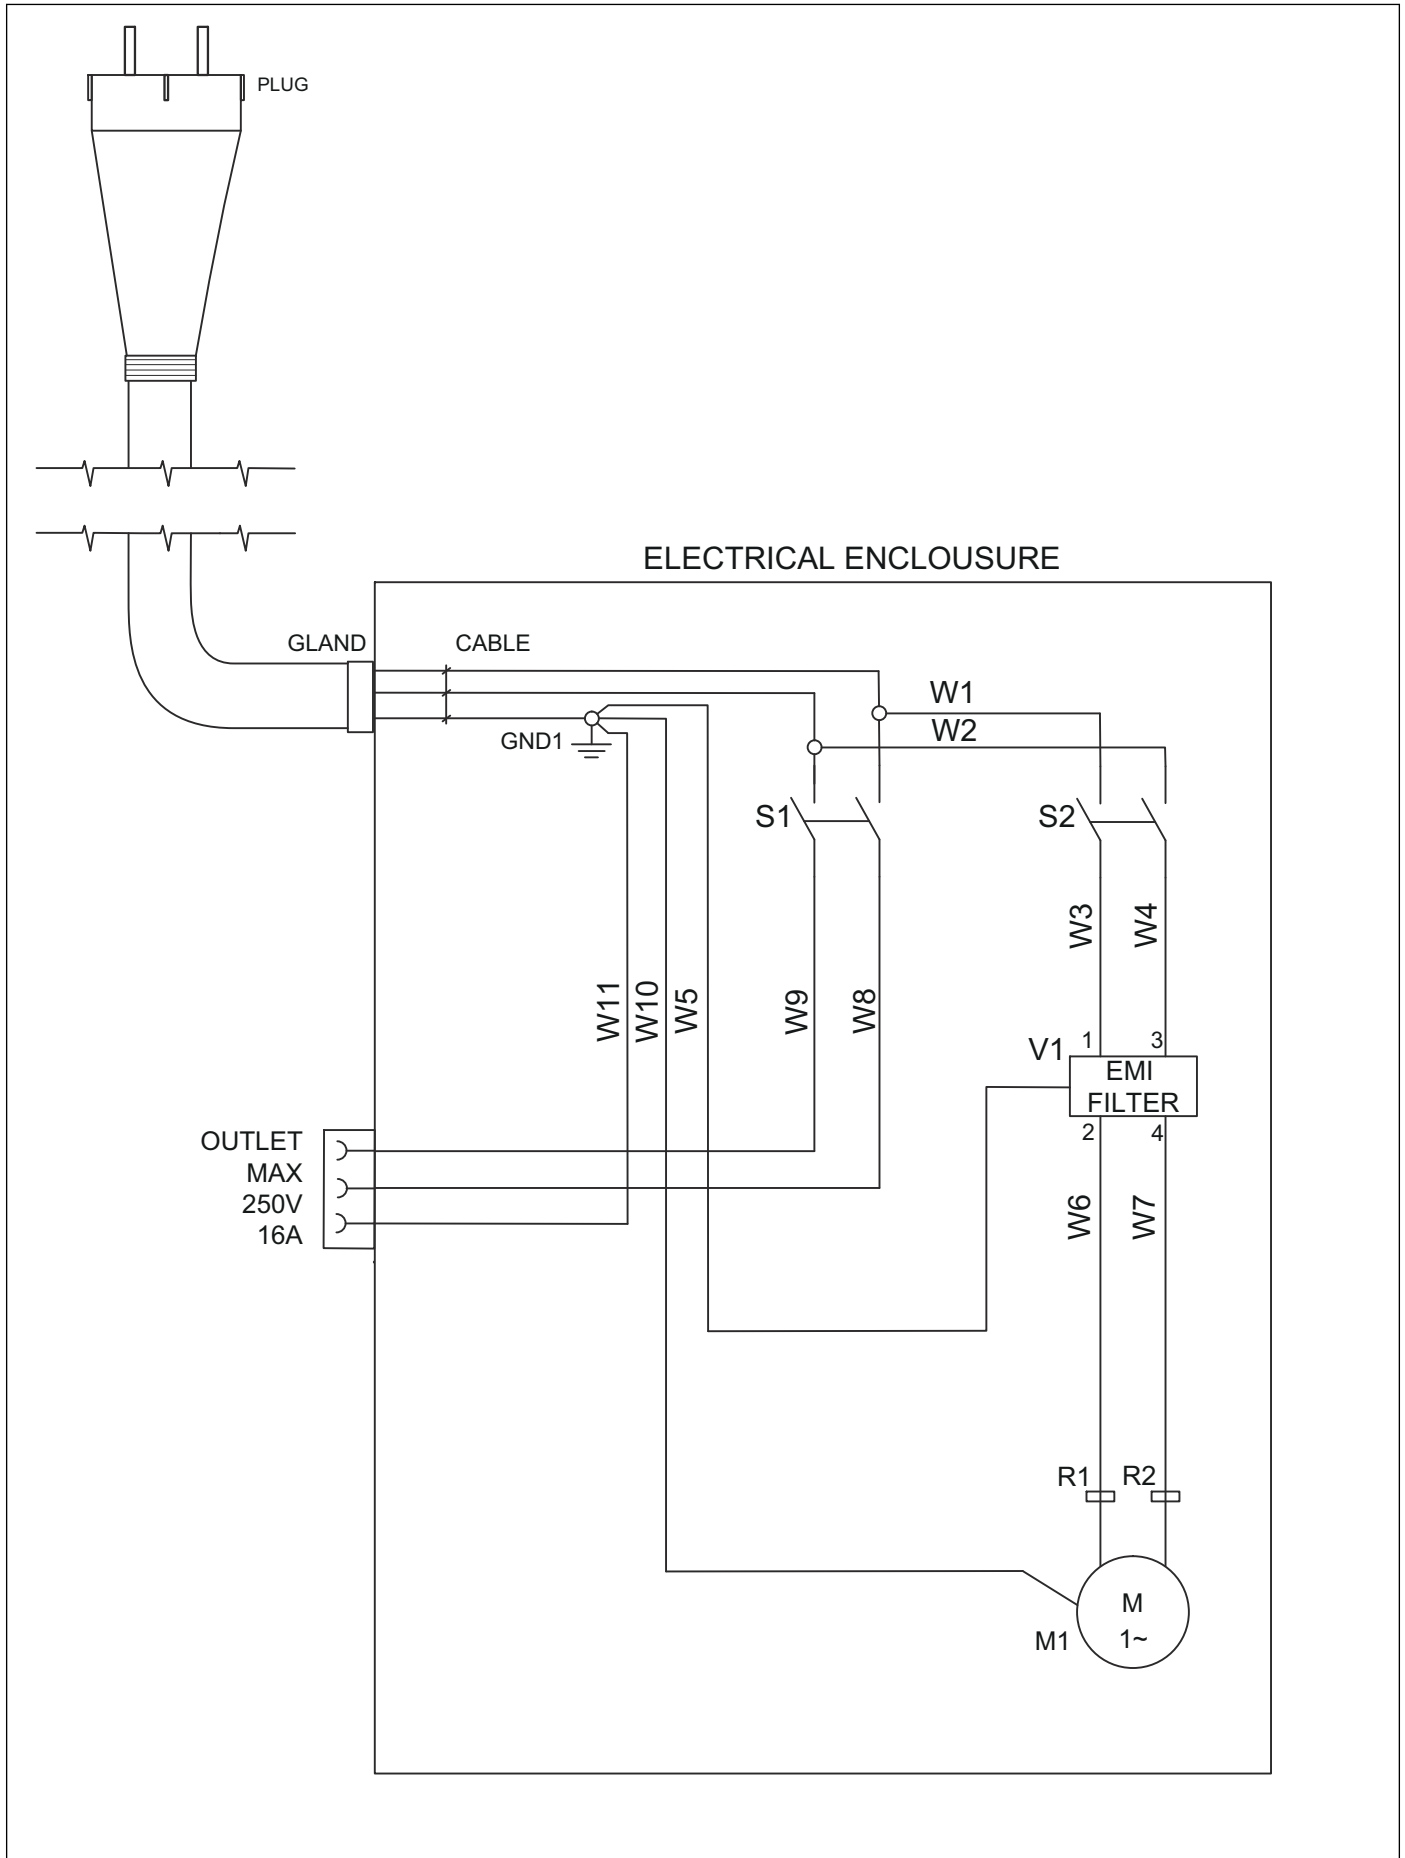 PLUG
ELECTRICAL ENCLOUSURE
GLAND
CABLE
W1
W2
GND1
S1
S2
W3
W4
W11
W10
W5
W9
W8
V1
1
3
EMI
FILTER
2
4
OUTLET
MAX
250V
16A
W6
W7
R1
R2
M
1~
M1